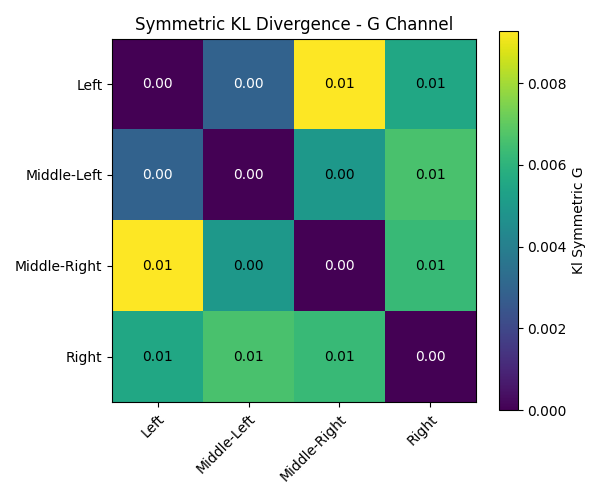 Symmetric KL Divergence - G Channel
Left
0.00 0.00 0.01 0.01
Middle-Left
0.00 0.00 0.00 0.01
Middle-Right
0.01 0.00 0.00 0.01
Right
0.01 0.01 0.01 0.00
Left
Middle-Left
Middle-Right
Right
0.008
0.006
0.004
0.002
0.000
Kl Symmetric G